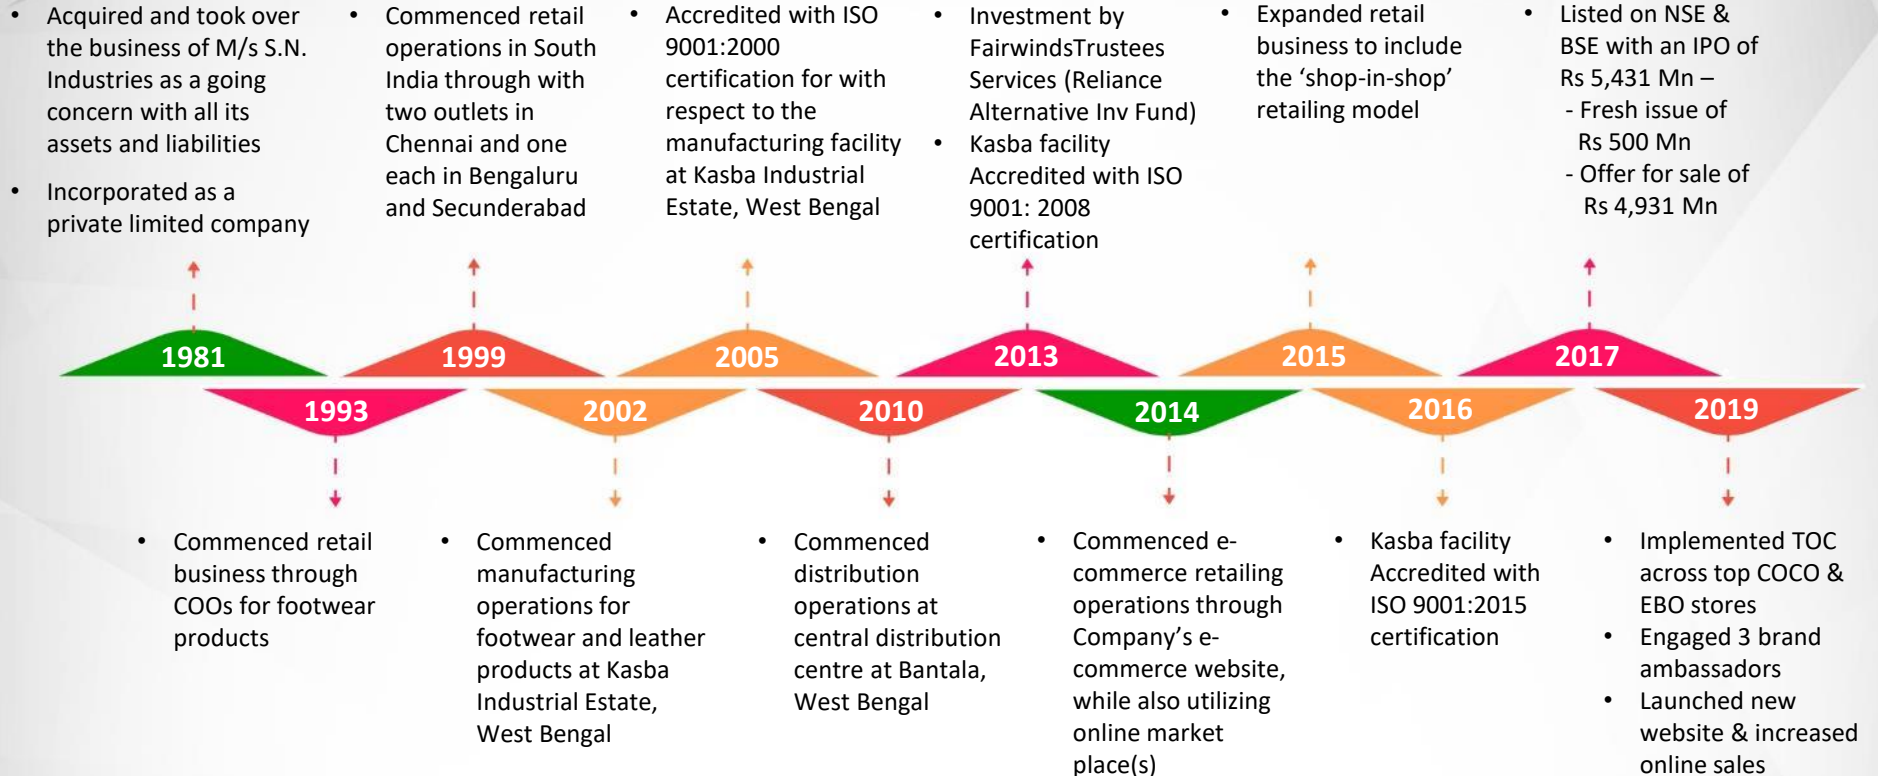 • Acquired and took over
the business of M/s S.N.
Industries as a going
concern with all its
assets and liabilities
• Incorporated as a
private limited company
• Commenced retail
operations in South
India through with
two outlets in
Chennai and one
each in Bengaluru
and Secunderabad
• Accredited with ISO
9001:2000
certification for with
respect to the
manufacturing facility
at Kasba Industrial
Estate, West Bengal
• Investment by
FairwindsTrustees
Services (Reliance
Alternative Inv Fund)
• Kasba facility
Accredited with ISO
9001: 2008
certification
• Expanded retail
business to include
the ‘shop-in-shop’
retailing model
• Listed on NSE &
BSE with an IPO of
Rs 5,431 Mn –
- Fresh issue of
Rs 500 Mn
- Offer for sale of
Rs 4,931 Mn
1981
1999
2005
2013
2015
2017
1993
2002
2010
2014
2016
2019
• Commenced retail
business through
COOs for footwear
products
• Commenced
manufacturing
operations for
footwear and leather
products at Kasba
Industrial Estate,
West Bengal
• Commenced
distribution
operations at
central distribution
centre at Bantala,
West Bengal
• Commenced e-
commerce retailing
operations through
Company’s e-
commerce website,
while also utilizing
online market
place(s)
• Kasba facility
Accredited with
ISO 9001:2015
certification
• Implemented TOC
across top COCO &
EBO stores
• Engaged 3 brand
ambassadors
• Launched new
website & increased
online sales